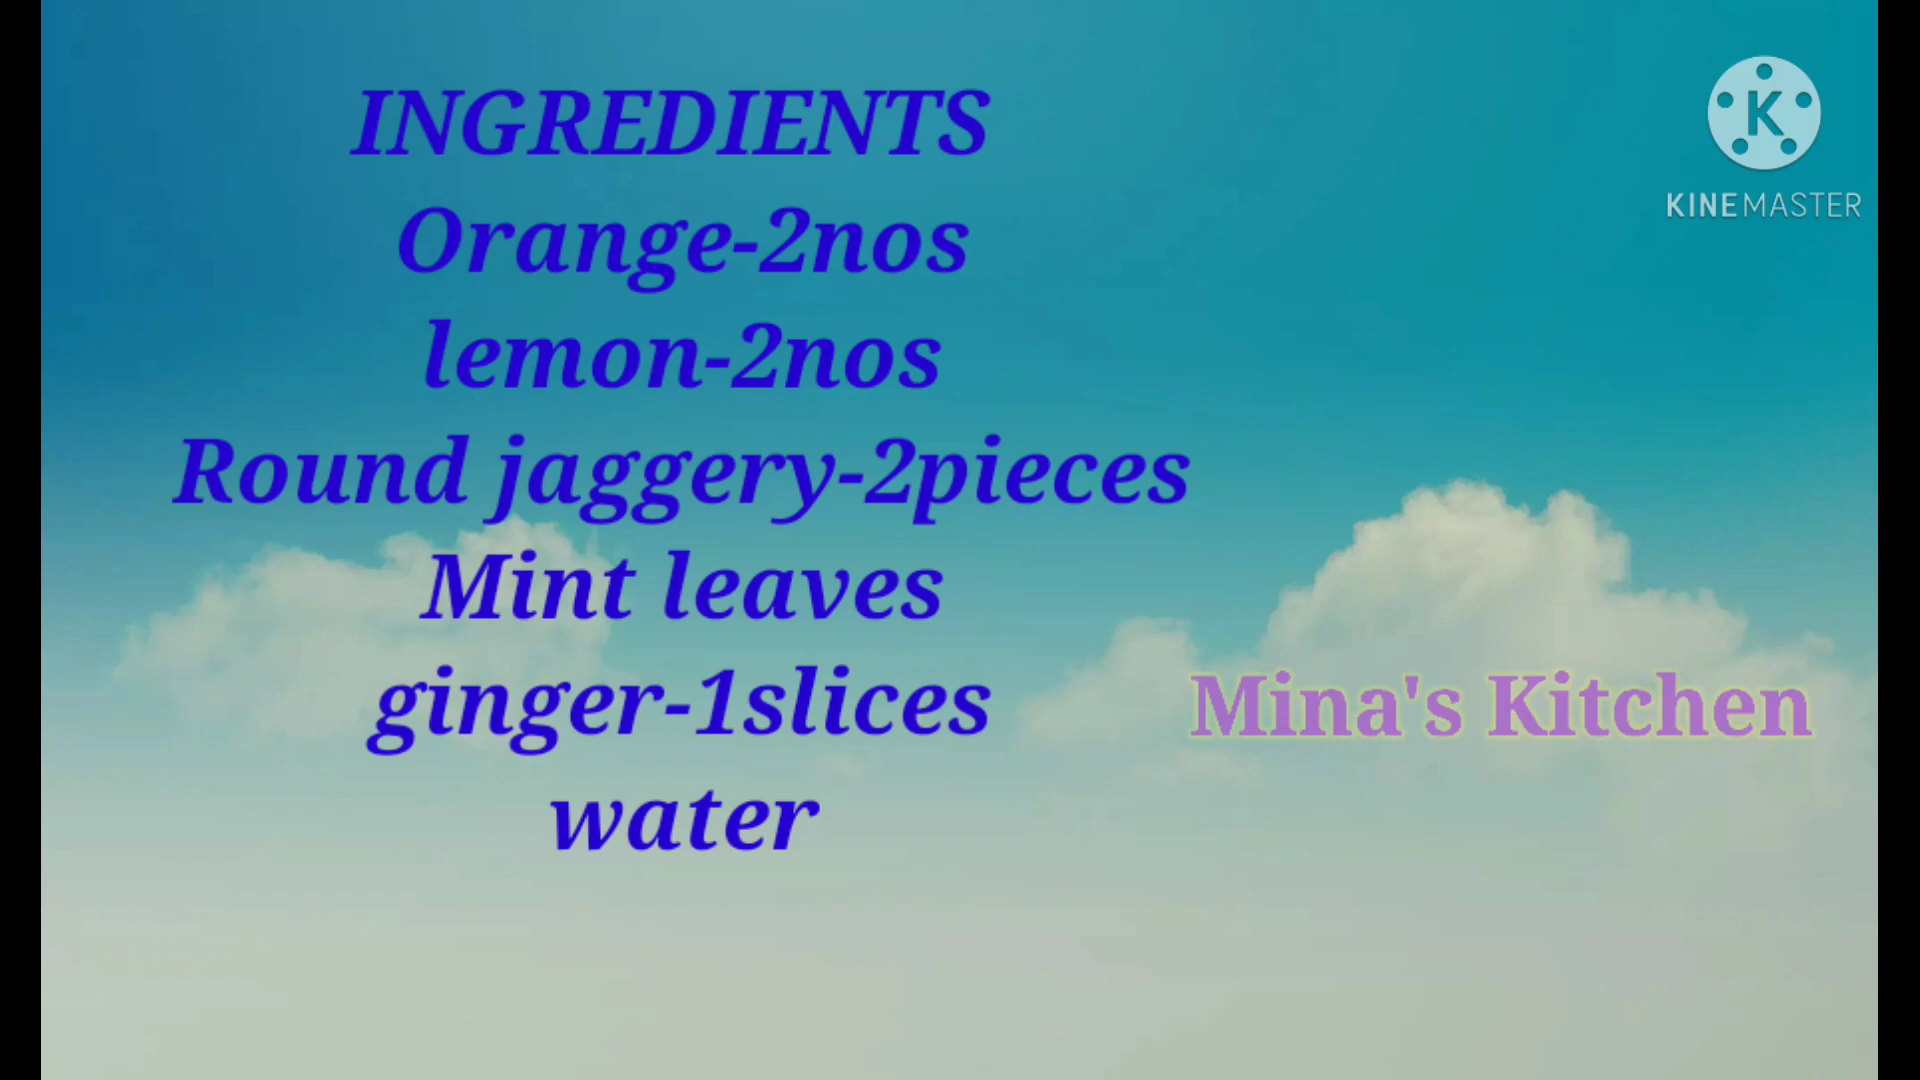 INGREDIENTS
Orange-2nos
lemon-2nos
Round jaggery-2pieces
Mint leaves
ginger-1slices
water
Mina's Kitchen
K
KINEMASTER